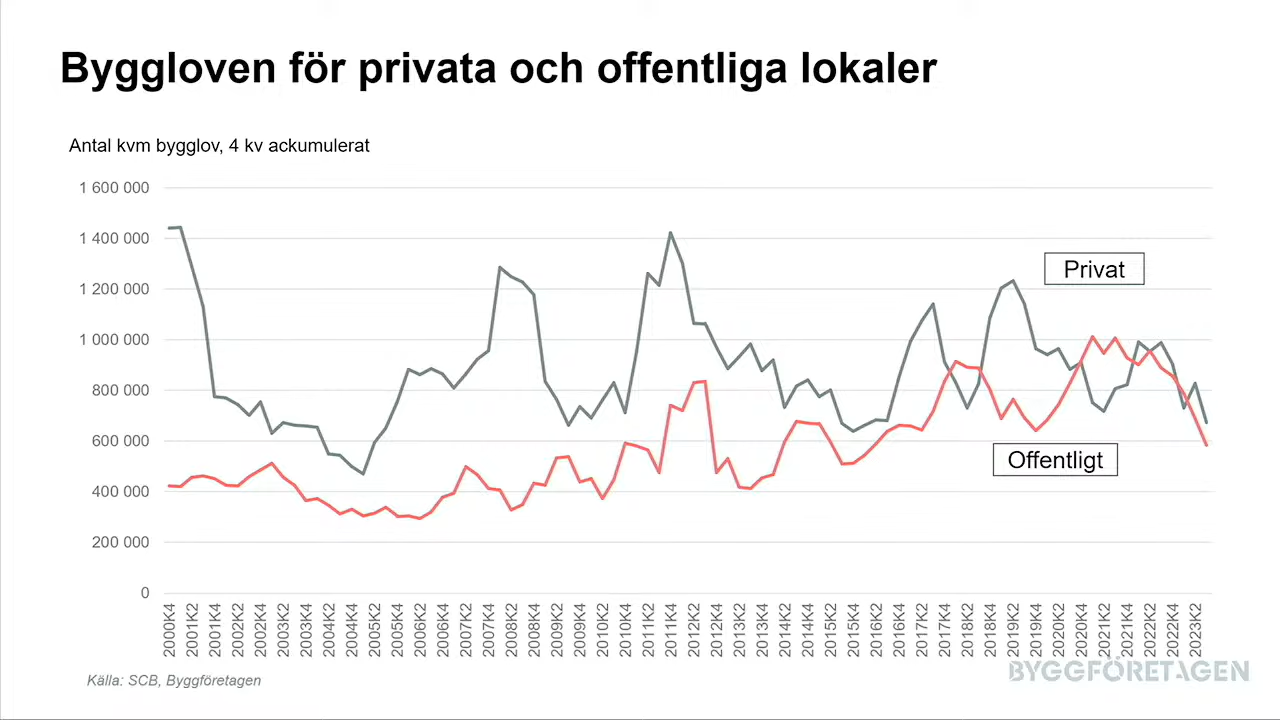 Byggloven för privata och offentliga lokaler
Antal kvm bygglov, 4 kv ackumulerat
1 600 000
1 400 000
1 200 000
1 000 000
800 000
600 000
400 000
200 000
0
Privat
Offentligt
2000K4
2001K2
2001K4
2002K2
2002K4
2003K2
2003K4
2004K2
2004K4
2005K2
2005K4
2006K2
2006K4
2007K2
2007K4
2008K2
2008K4
2009K2
2009K4
2010K2
2010K4
2011K2
2011K4
2012K2
2012K4
2013K2
2013K4
2014K2
2014K4
2015K2
2015K4
2016K2
2016K4
2017K2
2017K4
2018K2
2018K4
2019K2
2019K4
2020K2
2020K4
2021K2
2021K4
2022K2
2022K4
2023K2
Källa: SCB, Byggföretagen
BYGGFÖRETAGEN